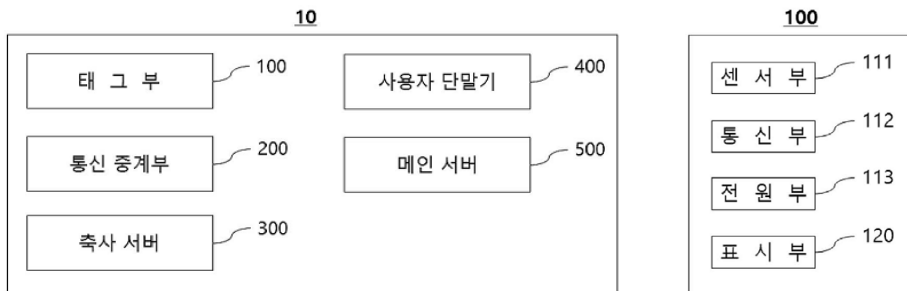 10
태 그 부 100
통신 중계부 200
축사 서버 300
사용자 단말기 400
메인 서버 500
100
센 서 부 111
통 신 부 112
전 원 부 113
표 시 부 120